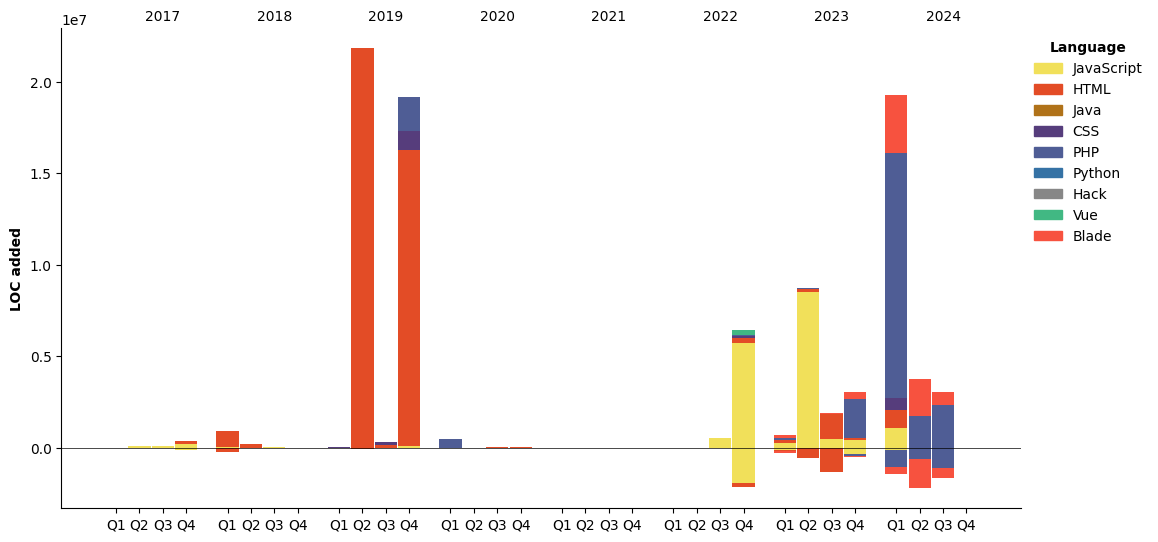 2017 2018 2019 2020 2021 2022 2023 2024
1e7
Language
JavaScript
HTML
Java
CSS
PHP
Python
Hack
Vue
Blade
2.0
1.5
1.0
0.5
0.0
LOC added
Q1 Q2 Q3 Q4 Q1 Q2 Q3 Q4 Q1 Q2 Q3 Q4 Q1 Q2 Q3 Q4 Q1 Q2 Q3 Q4 Q1 Q2 Q3 Q4 Q1 Q2 Q3 Q4 Q1 Q2 Q3 Q4